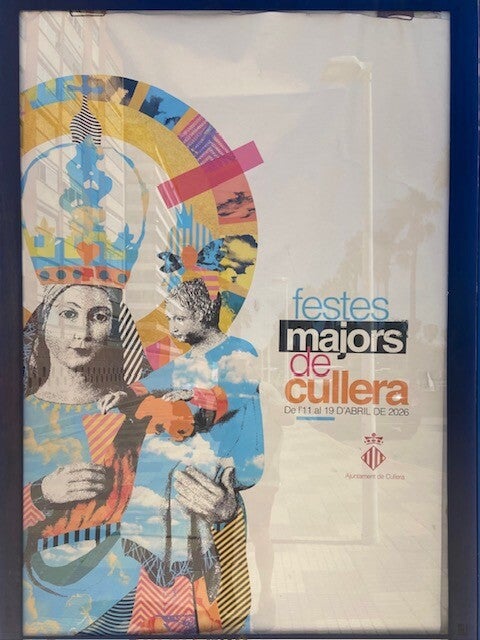 festes
majors
de
cullera
De l'11 al 19 D'ABRIL DE 2026
Ajuntament de Cullera